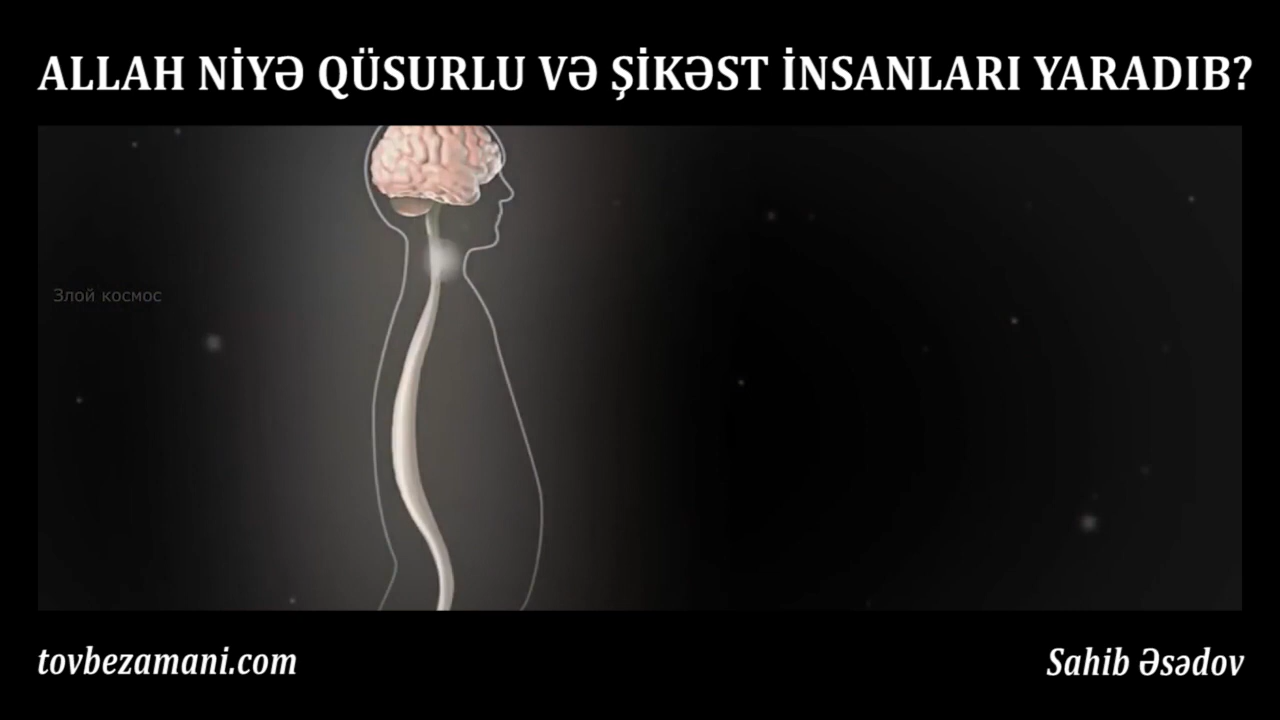 ALLAH NİYƏ QÜSURLU VƏ ŞİKƏST İNSANLARI YARADIB?
Злой космос
tovbezamani.com
Sahib Əsədov